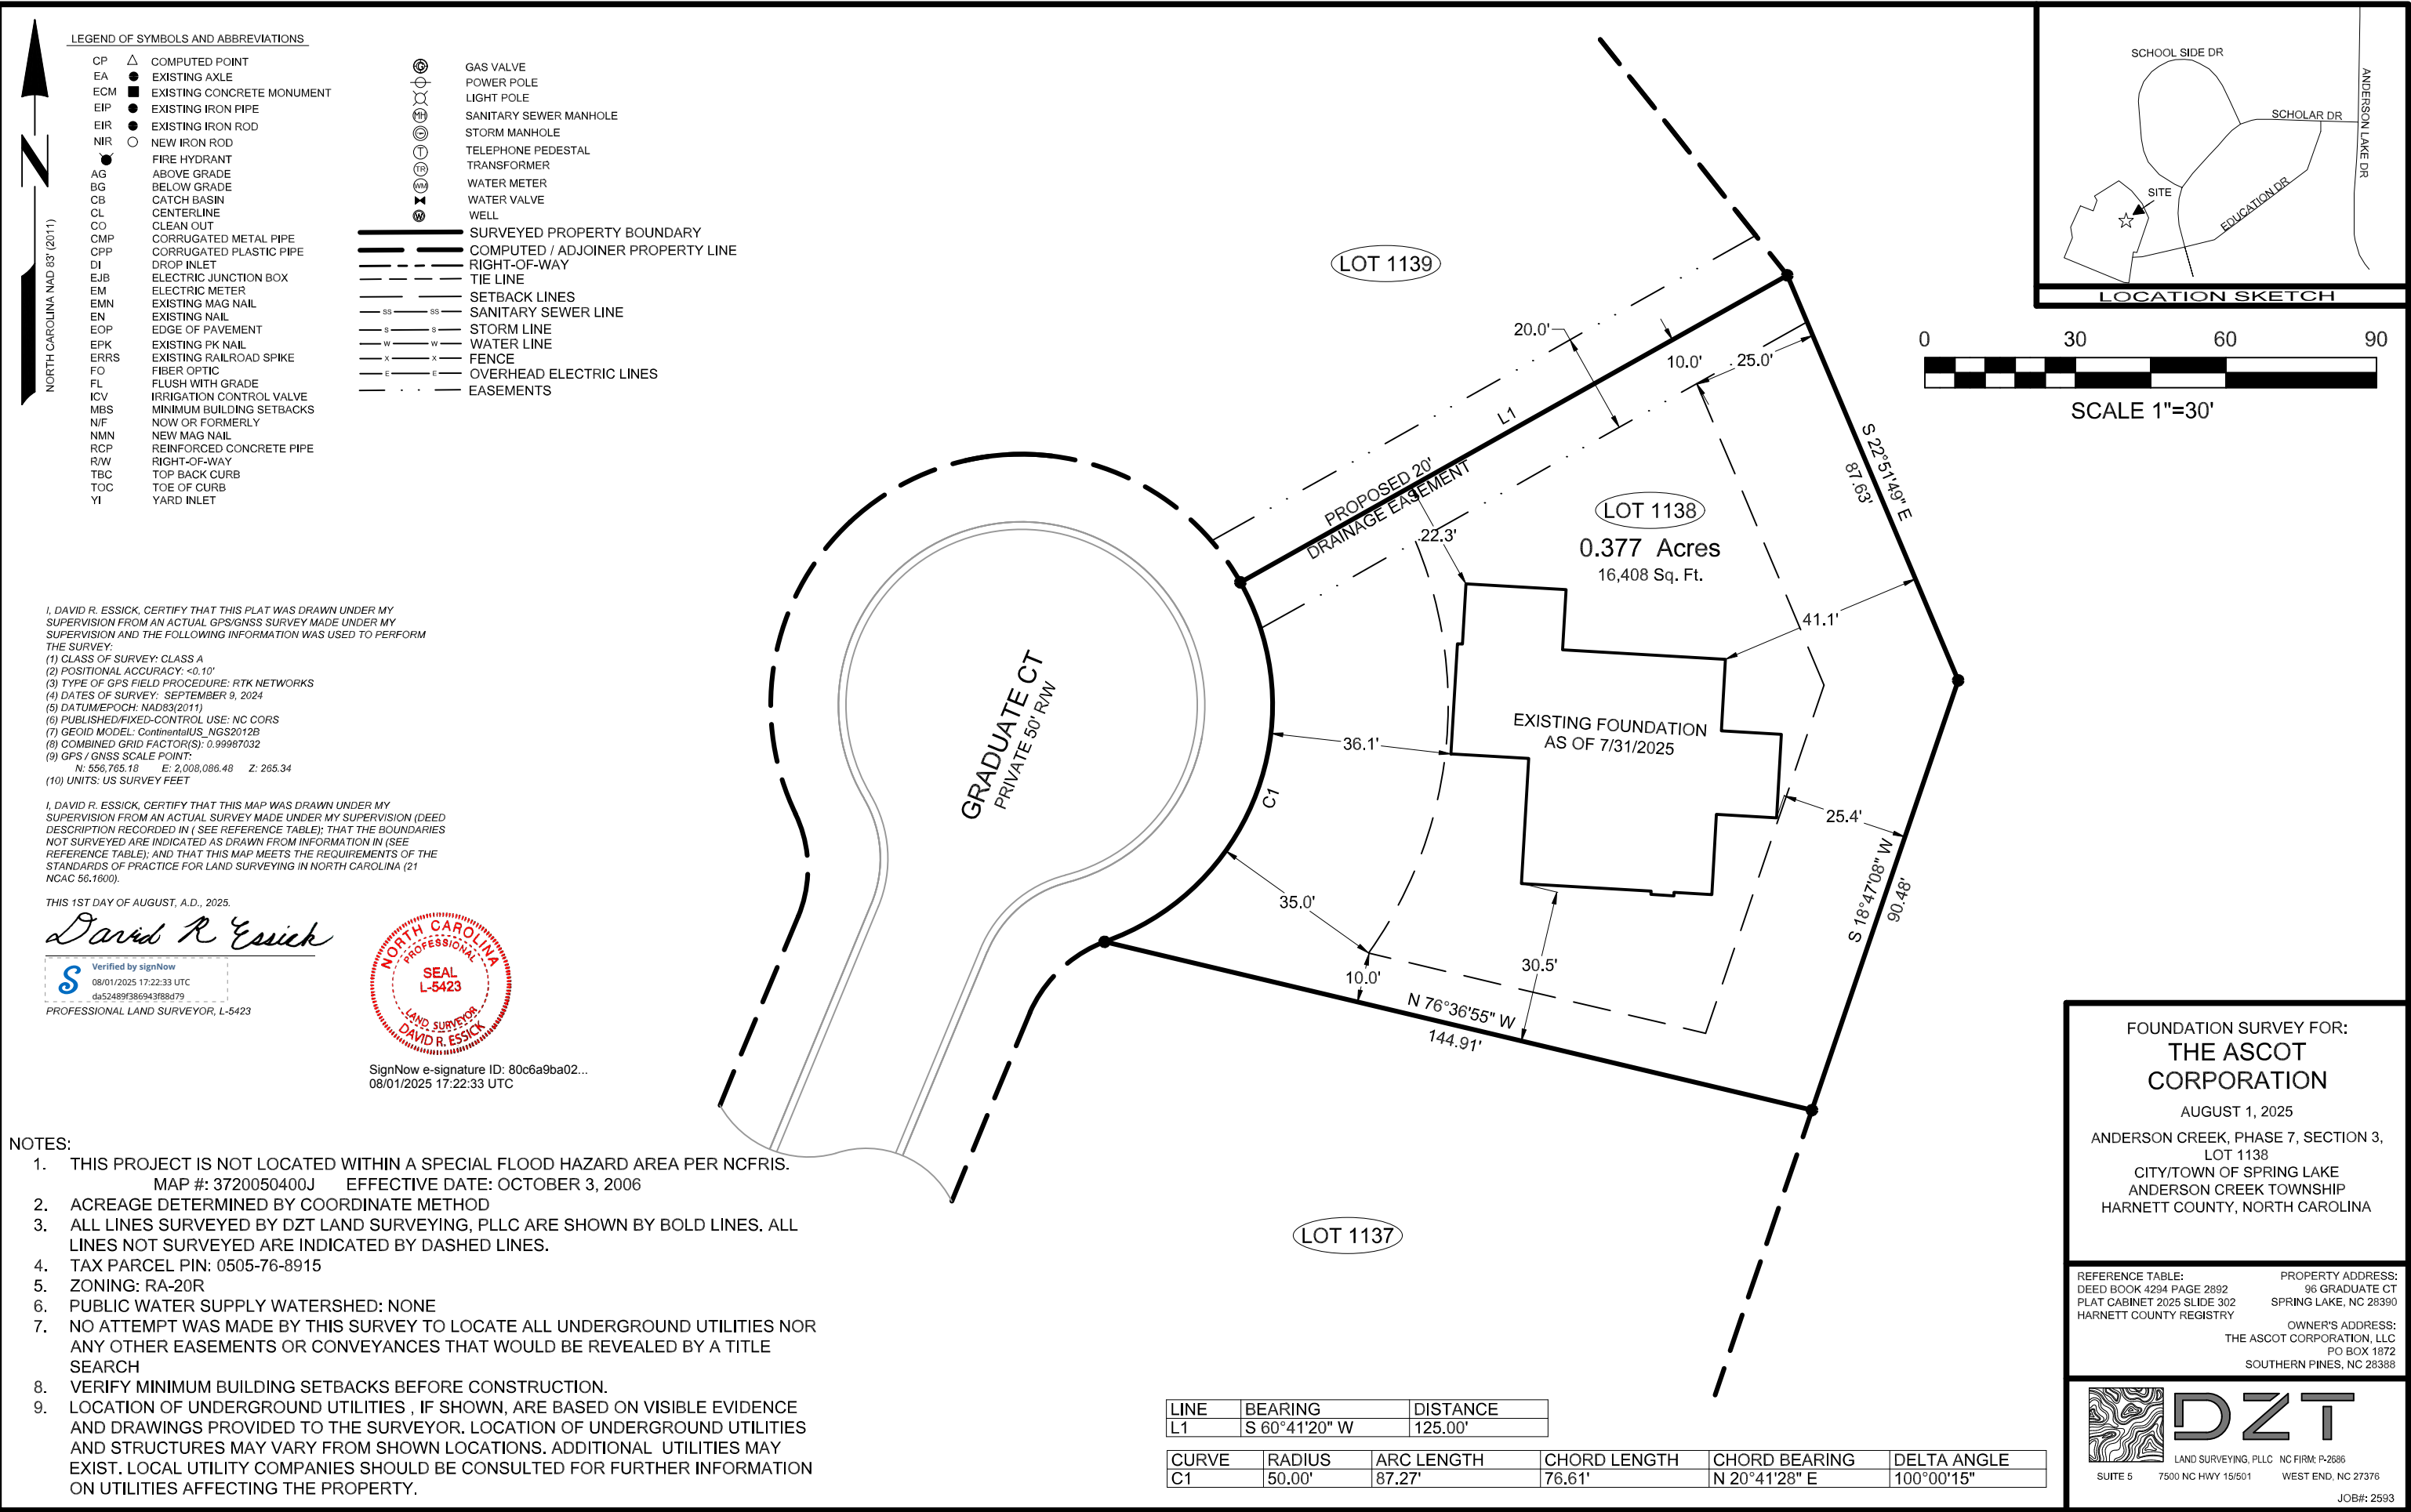 LEGEND OF SYMBOLS AND ABBREVIATIONS
CP COMPUTED POINT
EA EXISTING AXLE
ECM EXISTING CONCRETE MONUMENT
EIP EXISTING IRON PIPE
EIR EXISTING IRON ROD
NIR NEW IRON ROD
FIRE HYDRANT
AG ABOVE GRADE
BG BELOW GRADE
CB CATCH BASIN
CL CENTERLINE
CO CLEAN OUT
CMP CORRUGATED METAL PIPE
CPP CORRUGATED PLASTIC PIPE
DI DROP INLET
EJB ELECTRIC JUNCTION BOX
EM ELECTRIC METER
EMN EXISTING MAG NAIL
EN EXISTING NAIL
EOP EDGE OF PAVEMENT
EPK EXISTING PK NAIL
ERRS EXISTING RAILROAD SPIKE
FO FIBER OPTIC
FL FLUSH WITH GRADE
ICV IRRIGATION CONTROL VALVE
MBS MINIMUM BUILDING SETBACKS
N/F NOW OR FORMERLY
NMN NEW MAG NAIL
RCP REINFORCED CONCRETE PIPE
R/W RIGHT-OF-WAY
TBC TOP BACK CURB
TOC TOE OF CURB
YI YARD INLET
G GAS VALVE
POWER POLE
LIGHT POLE
MH SANITARY SEWER MANHOLE
STORM MANHOLE
T TELEPHONE PEDESTAL
TR TRANSFORMER
WM WATER METER
WATER VALVE
W WELL
SURVEYED PROPERTY BOUNDARY
COMPUTED / ADJOINER PROPERTY LINE
RIGHT-OF-WAY
TIE LINE
SETBACK LINES
SS SS SANITARY SEWER LINE
S S STORM LINE
W W WATER LINE
X X FENCE
E E OVERHEAD ELECTRIC LINES
EASEMENTS
N
NORTH CAROLINA NAD 83' (2011)
I, DAVID R. ESSICK, CERTIFY THAT THIS PLAT WAS DRAWN UNDER MY
SUPERVISION FROM AN ACTUAL GPS/GNSS SURVEY MADE UNDER MY
SUPERVISION AND THE FOLLOWING INFORMATION WAS USED TO PERFORM
THE SURVEY:
(1) CLASS OF SURVEY: CLASS A
(2) POSITIONAL ACCURACY: <0.10'
(3) TYPE OF GPS FIELD PROCEDURE: RTK NETWORKS
(4) DATES OF SURVEY: SEPTEMBER 9, 2024
(5) DATUM/EPOCH: NAD83(2011)
(6) PUBLISHED/FIXED-CONTROL USE: NC CORS
(7) GEOID MODEL: ContinentalUS_NGS2012B
(8) COMBINED GRID FACTOR(S): 0.99987032
(9) GPS / GNSS SCALE POINT:
N: 556,765.18 E: 2,008,086.48 Z: 265.34
(10) UNITS: US SURVEY FEET
I, DAVID R. ESSICK, CERTIFY THAT THIS MAP WAS DRAWN UNDER MY
SUPERVISION FROM AN ACTUAL SURVEY MADE UNDER MY SUPERVISION (DEED
DESCRIPTION RECORDED IN ( SEE REFERENCE TABLE); THAT THE BOUNDARIES
NOT SURVEYED ARE INDICATED AS DRAWN FROM INFORMATION IN (SEE
REFERENCE TABLE); AND THAT THIS MAP MEETS THE REQUIREMENTS OF THE
STANDARDS OF PRACTICE FOR LAND SURVEYING IN NORTH CAROLINA (21
NCAC 56.1600).
THIS 1ST DAY OF AUGUST, A.D., 2025.
David R Essick
S
Verified by signNow
08/01/2025 17:22:33 UTC
da52489f386943f88d79
PROFESSIONAL LAND SURVEYOR, L-5423
NORTH CAROLINA
PROFESSIONAL
SEAL
L-5423
LAND SURVEYOR
DAVID R. ESSICK
SignNow e-signature ID: 80c6a9ba02...
08/01/2025 17:22:33 UTC
NOTES:
1. THIS PROJECT IS NOT LOCATED WITHIN A SPECIAL FLOOD HAZARD AREA PER NCFRIS.
MAP #: 3720050400J EFFECTIVE DATE: OCTOBER 3, 2006
2. ACREAGE DETERMINED BY COORDINATE METHOD
3. ALL LINES SURVEYED BY DZT LAND SURVEYING, PLLC ARE SHOWN BY BOLD LINES. ALL
LINES NOT SURVEYED ARE INDICATED BY DASHED LINES.
4. TAX PARCEL PIN: 0505-76-8915
5. ZONING: RA-20R
6. PUBLIC WATER SUPPLY WATERSHED: NONE
7. NO ATTEMPT WAS MADE BY THIS SURVEY TO LOCATE ALL UNDERGROUND UTILITIES NOR
ANY OTHER EASEMENTS OR CONVEYANCES THAT WOULD BE REVEALED BY A TITLE
SEARCH
8. VERIFY MINIMUM BUILDING SETBACKS BEFORE CONSTRUCTION.
9. LOCATION OF UNDERGROUND UTILITIES , IF SHOWN, ARE BASED ON VISIBLE EVIDENCE
AND DRAWINGS PROVIDED TO THE SURVEYOR. LOCATION OF UNDERGROUND UTILITIES
AND STRUCTURES MAY VARY FROM SHOWN LOCATIONS. ADDITIONAL UTILITIES MAY
EXIST. LOCAL UTILITY COMPANIES SHOULD BE CONSULTED FOR FURTHER INFORMATION
ON UTILITIES AFFECTING THE PROPERTY.
LOT 1139
20.0'
10.0'
25.0'
L1
PROPOSED 20'
DRAINAGE EASEMENT
22.3'
LOT 1138
0.377 Acres
16,408 Sq. Ft.
S 22°51'49" E
87.63'
41.1'
GRADUATE CT
PRIVATE 50' R/W
36.1'
EXISTING FOUNDATION
AS OF 7/31/2025
C1
25.4'
S 18°47'08" W
90.48'
35.0'
10.0'
30.5'
N 76°36'55" W
144.91'
LOT 1137
LINE BEARING DISTANCE
L1 S 60°41'20" W 125.00'
CURVE RADIUS ARC LENGTH CHORD LENGTH CHORD BEARING DELTA ANGLE
C1 50.00' 87.27' 76.61' N 20°41'28" E 100°00'15"
SCHOOL SIDE DR
SCHOLAR DR
ANDERSON LAKE DR
SITE
EDUCATION DR
LOCATION SKETCH
0 30 60 90
SCALE 1"=30'
FOUNDATION SURVEY FOR:
THE ASCOT
CORPORATION
AUGUST 1, 2025
ANDERSON CREEK, PHASE 7, SECTION 3,
LOT 1138
CITY/TOWN OF SPRING LAKE
ANDERSON CREEK TOWNSHIP
HARNETT COUNTY, NORTH CAROLINA
REFERENCE TABLE:
DEED BOOK 4294 PAGE 2892
PLAT CABINET 2025 SLIDE 302
HARNETT COUNTY REGISTRY
PROPERTY ADDRESS:
96 GRADUATE CT
SPRING LAKE, NC 28390
OWNER'S ADDRESS:
THE ASCOT CORPORATION, LLC
PO BOX 1872
SOUTHERN PINES, NC 28388
DZT
LAND SURVEYING, PLLC NC FIRM: P-2686
SUITE 5 7500 NC HWY 15/501 WEST END, NC 27376
JOB#: 2593